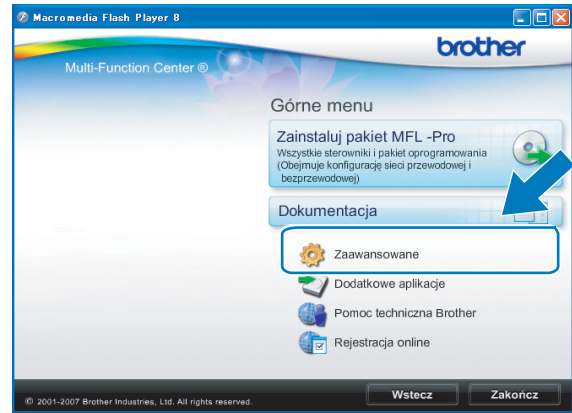 Macromedia Flash Player 8
brother
Multi-Function Center ®
Górne menu
Zainstaluj pakiet MFL -Pro
Wszystkie sterowniki i pakiet oprogramowania
(Obejmuje konfigurację sieci przewodowej i
bezprzewodowej)
Dokumentacja
Zaawansowane
Dodatkowe aplikacje
Pomoc techniczna Brother
Rejestracja online
© 2001-2007 Brother Industries, Ltd. All rights reserved.
Wstecz
Zakończ